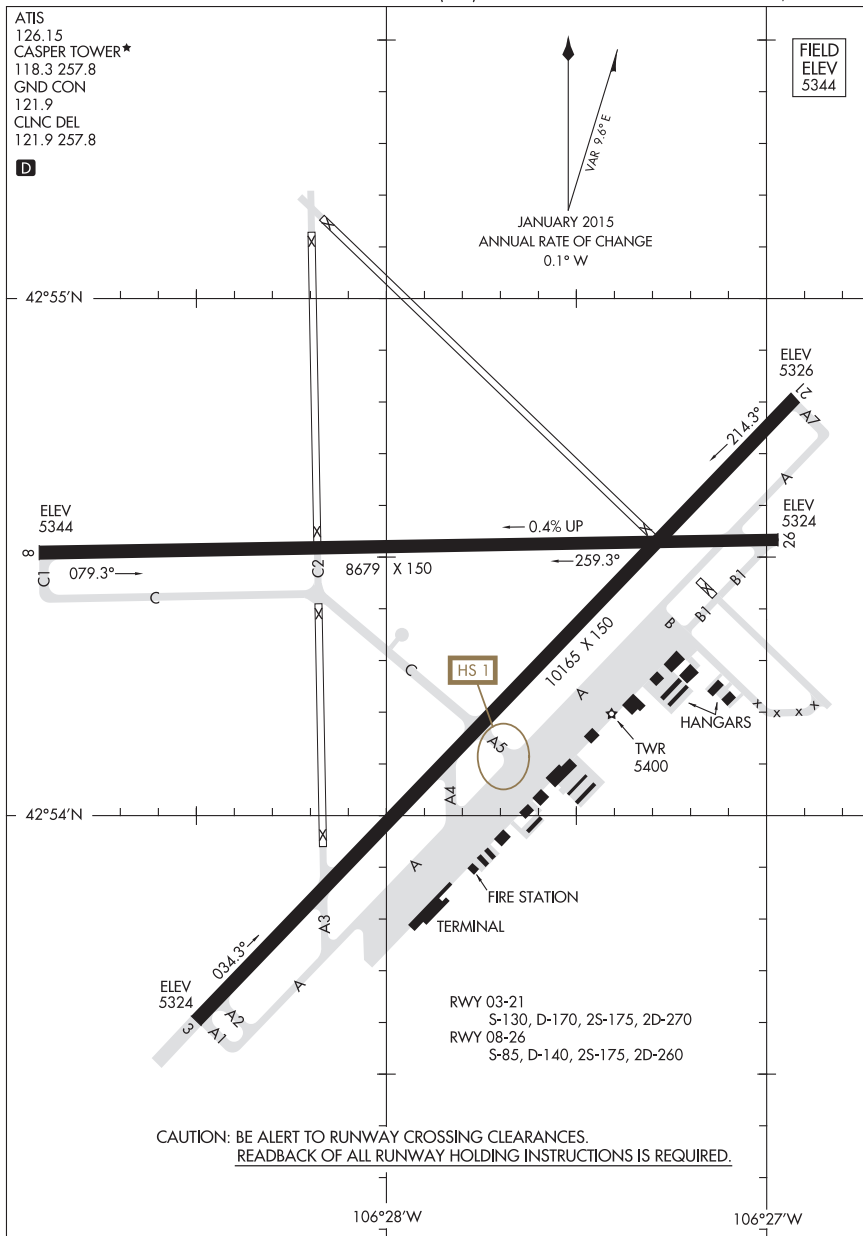 ATIS
126.15
CASPER TOWER★
118.3 257.8
GND CON
121.9
CLNC DEL
121.9 257.8
D
FIELD
ELEV
5344
VAR 9.6° E
JANUARY 2015
ANNUAL RATE OF CHANGE
0.1° W
X
X
42°55'N
ELEV
5326
21
A7
214.3°
A
ELEV
5344
X
X
0.4% UP
ELEV
5324
8
26
C1
079.3°
C2
8679 X 150
259.3°
C
X
X
B1
B1
B
10165 X 150
C
HS 1
A
x
x
x
x
HANGARS
A5
TWR
5400
A4
42°54'N
X
A
FIRE STATION
A3
TERMINAL
034.3°
A
ELEV
5324
A2
3
A1
RWY 03-21
S-130, D-170, 2S-175, 2D-270
RWY 08-26
S-85, D-140, 2S-175, 2D-260
CAUTION: BE ALERT TO RUNWAY CROSSING CLEARANCES.
READBACK OF ALL RUNWAY HOLDING INSTRUCTIONS IS REQUIRED.
106°28'W
106°27'W